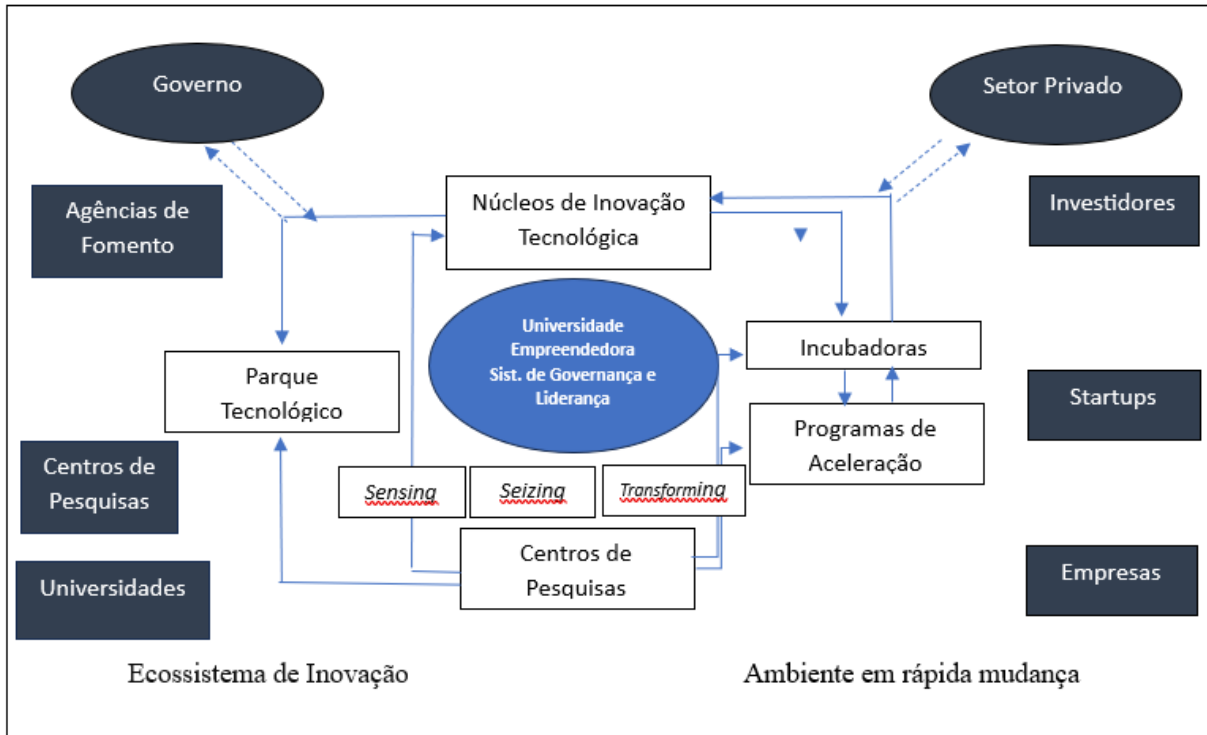 Governo
Setor Privado
Agências de
Fomento
Núcleos de Inovação
Tecnológica
Investidores
Universidade
Empreendedora
Sist. de Governança e
Liderança
Incubadoras
Parque
Tecnológico
Startups
Programas de
Aceleração
Centros de
Pesquisas
Sensing
Seizing
Transforming
Centros de
Pesquisas
Universidades
Empresas
Ecossistema de Inovação
Ambiente em rápida mudança